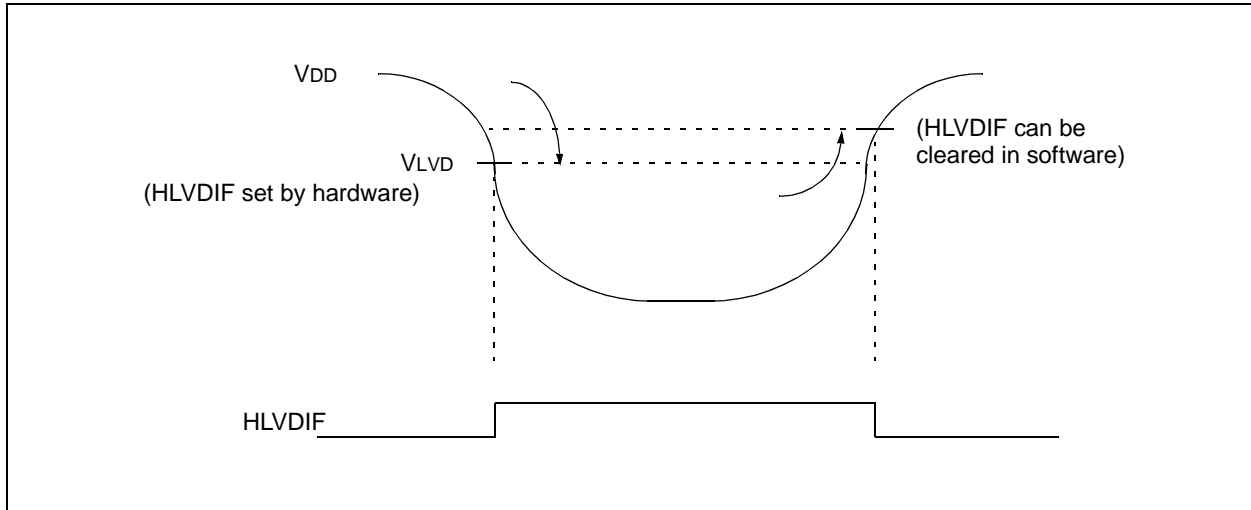 VDD
(HLVDIF can be
cleared in software)
VLVD
(HLVDIF set by hardware)
HLVDIF